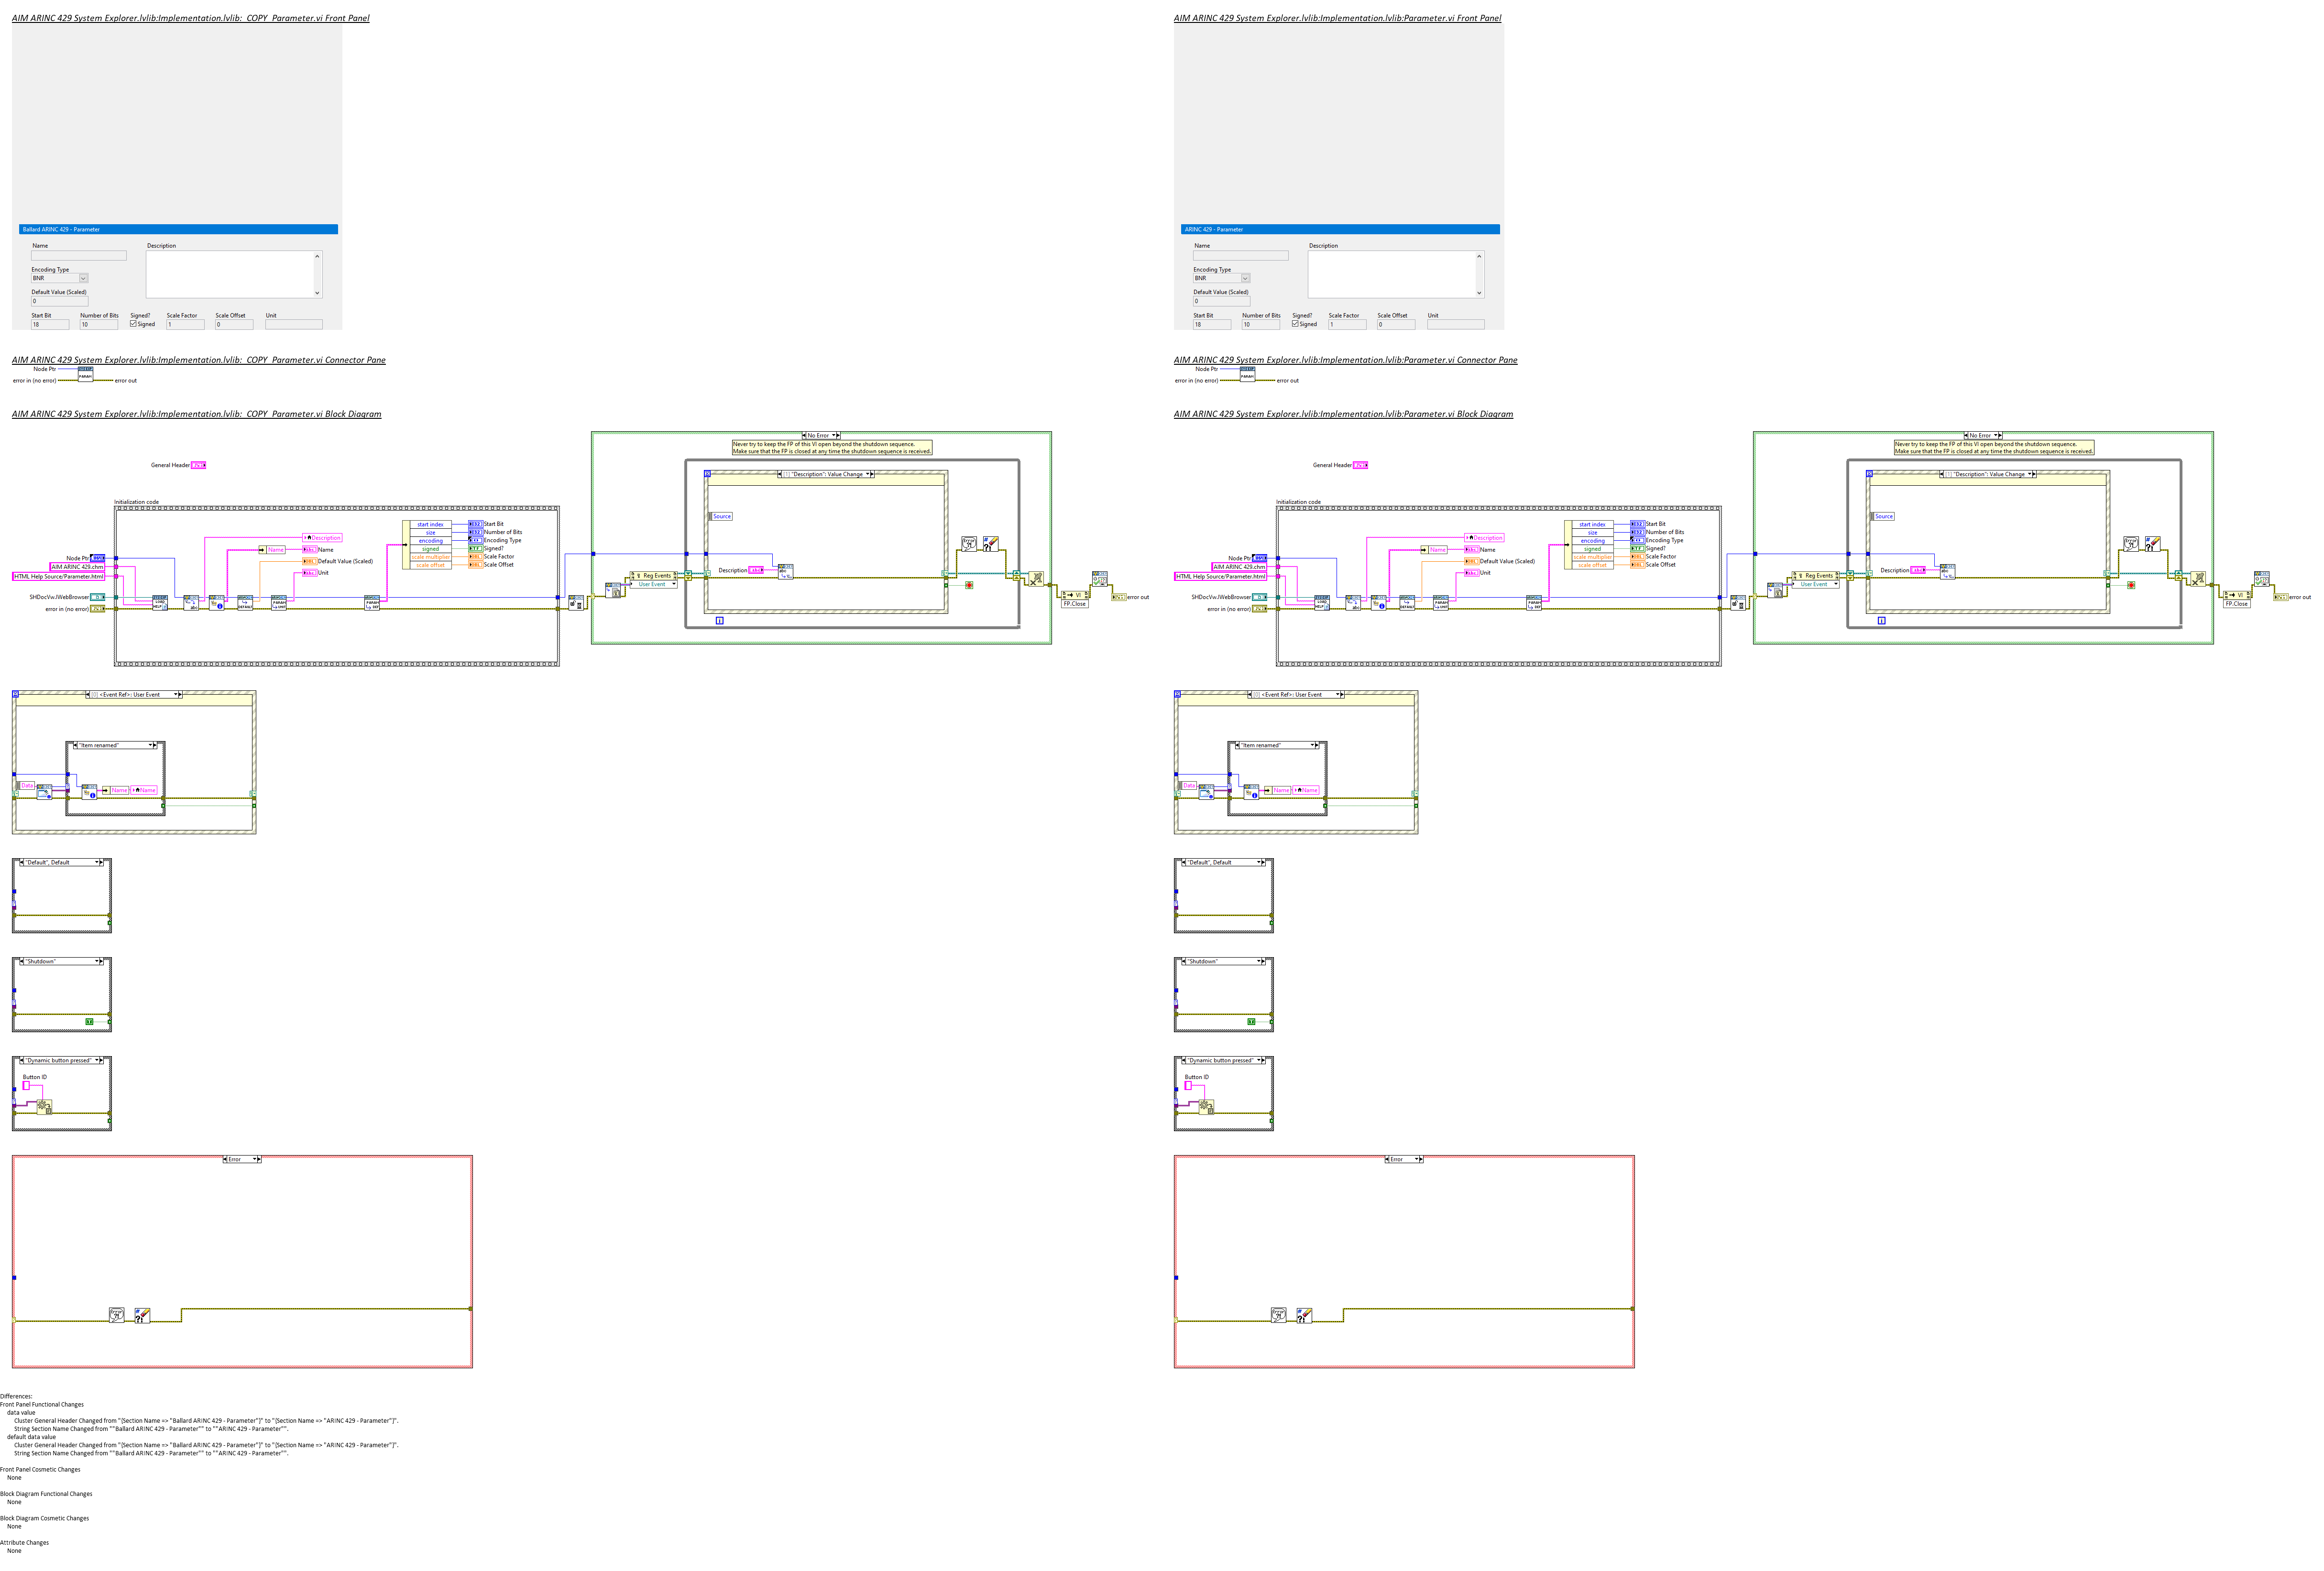 AIM ARINC 429 System Explorer.lvlib:Implementation.lvlib:_COPY_Parameter.vi Front Panel
Ballard ARINC 429 - Parameter
Name
Description
Encoding Type
BNR
Default Value (Scaled)
0
Start Bit
Number of Bits
Signed?
Scale Factor
Scale Offset
Unit
18
10
Signed
1
0
AIM ARINC 429 System Explorer.lvlib:Implementation.lvlib:_COPY_Parameter.vi Connector Pane
Node Ptr
error in (no error)
error out
AIM ARINC 429 System Explorer.lvlib:Implementation.lvlib:_COPY_Parameter.vi Block Diagram
No Error
Never try to keep the FP of this VI open beyond the shutdown sequence.
Make sure that the FP is closed at any time the shutdown sequence is received.
General Header
[1] "Description": Value Change
Initialization code
Source
start index
Start Bit
size
Number of Bits
encoding
Encoding Type
signed
Signed?
scale multiplier
Scale Factor
scale offset
Scale Offset
Description
Name
Name
Default Value (Scaled)
Unit
Node Ptr
AIM ARINC 429.chm
HTML Help Source/Parameter.html
SHDocVw.IWebBrowser
error in (no error)
Reg Events
User Event
Description
VI
FP.Close
error out
[0] <Event Ref>: User Event
"Item renamed"
Data
Name
Name
"Default", Default
"Shutdown"
"Dynamic button pressed"
Button ID
Error
AIM ARINC 429 System Explorer.lvlib:Implementation.lvlib:Parameter.vi Front Panel
ARINC 429 - Parameter
Name
Description
Encoding Type
BNR
Default Value (Scaled)
0
Start Bit
Number of Bits
Signed?
Scale Factor
Scale Offset
Unit
18
10
Signed
1
0
AIM ARINC 429 System Explorer.lvlib:Implementation.lvlib:Parameter.vi Connector Pane
Node Ptr
error in (no error)
error out
AIM ARINC 429 System Explorer.lvlib:Implementation.lvlib:Parameter.vi Block Diagram
No Error
Never try to keep the FP of this VI open beyond the shutdown sequence.
Make sure that the FP is closed at any time the shutdown sequence is received.
General Header
[1] "Description": Value Change
Initialization code
Source
start index
Start Bit
size
Number of Bits
encoding
Encoding Type
signed
Signed?
scale multiplier
Scale Factor
scale offset
Scale Offset
Description
Name
Name
Default Value (Scaled)
Unit
Node Ptr
AIM ARINC 429.chm
HTML Help Source/Parameter.html
SHDocVw.IWebBrowser
error in (no error)
Reg Events
User Event
Description
VI
FP.Close
error out
[0] <Event Ref>: User Event
"Item renamed"
Data
Name
Name
"Default", Default
"Shutdown"
"Dynamic button pressed"
Button ID
Error
Differences:
Front Panel Functional Changes
data value
Cluster General Header Changed from "{Section Name => "Ballard ARINC 429 - Parameter"}" to "{Section Name => "ARINC 429 - Parameter"}".
String Section Name Changed from ""Ballard ARINC 429 - Parameter"" to ""ARINC 429 - Parameter"".
default data value
Cluster General Header Changed from "{Section Name => "Ballard ARINC 429 - Parameter"}" to "{Section Name => "ARINC 429 - Parameter"}".
String Section Name Changed from ""Ballard ARINC 429 - Parameter"" to ""ARINC 429 - Parameter"".
Front Panel Cosmetic Changes
None
Block Diagram Functional Changes
None
Block Diagram Cosmetic Changes
None
Attribute Changes
None